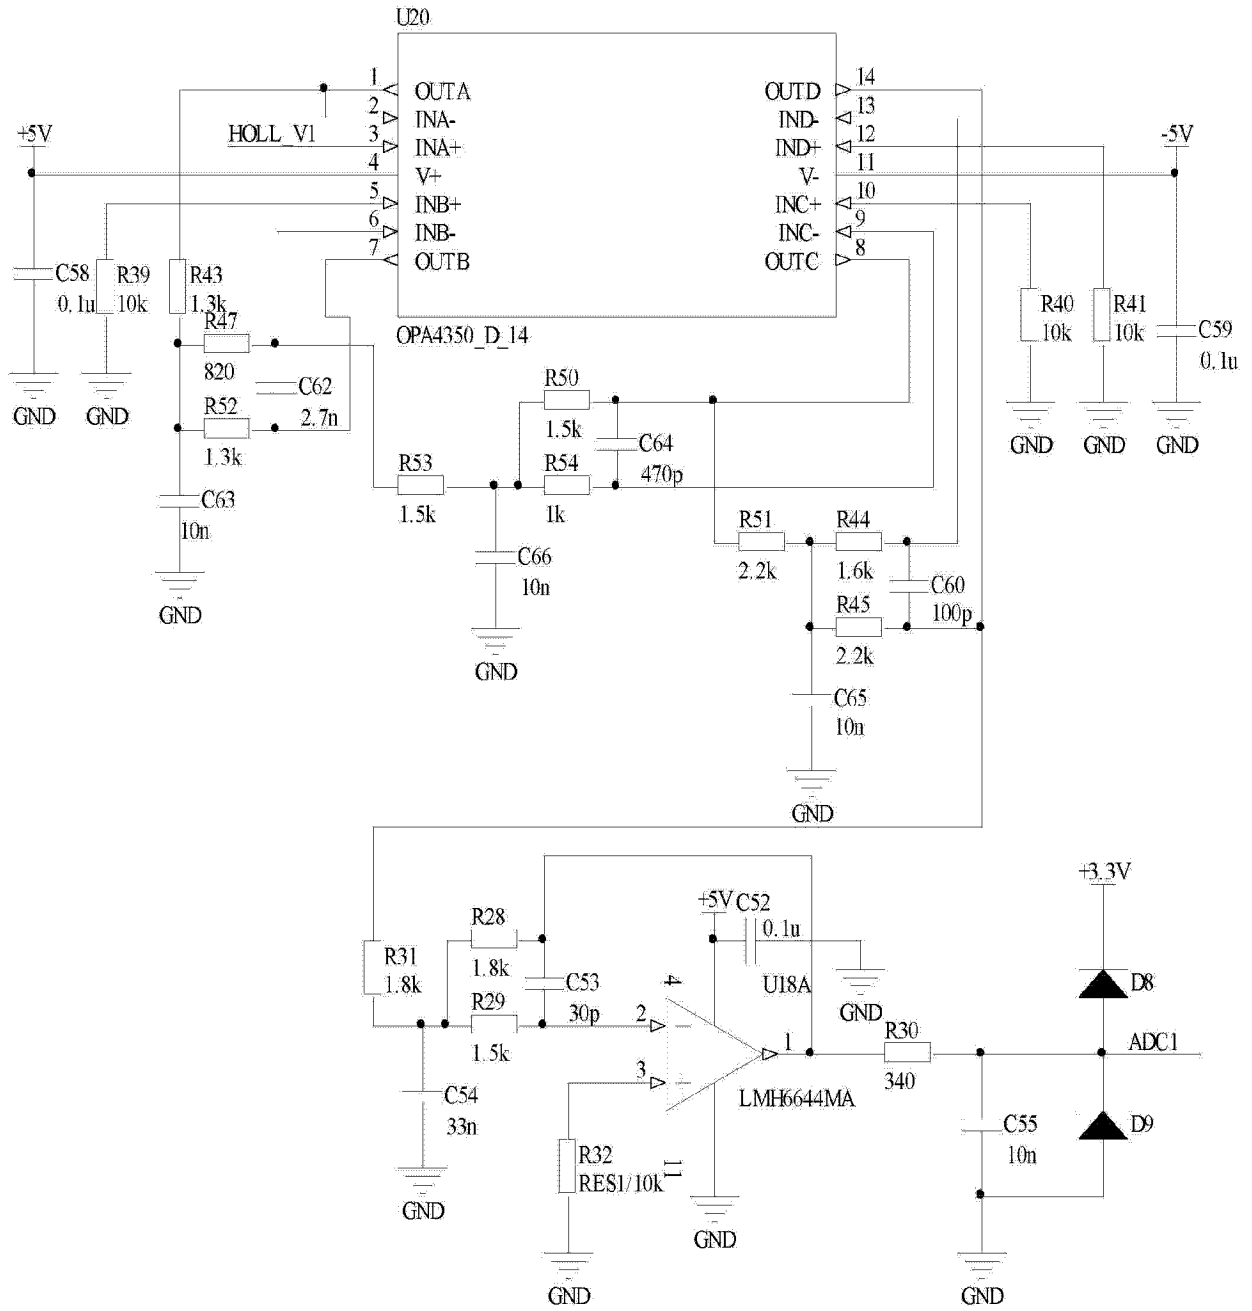 U20
1
OUTA
2
INA-
HOLL_V1
3
INA+
+5V
4
V+
5
INB+
6
INB-
7
OUTB
OPA4350_D_14
OUTD
14
IND-
13
IND+
12
V-
11
-5V
INC+
10
INC-
9
OUTC
8
C58
0.1u
GND
R39
10k
GND
R43
1.3k
R47
820
C62
2.7n
R52
1.3k
C63
10n
GND
R40
10k
GND
R41
10k
GND
C59
0.1u
GND
R50
1.5k
C64
470p
R53
1.5k
R54
1k
C66
10n
GND
R51
2.2k
R44
1.6k
C60
100p
R45
2.2k
C65
10n
GND
R31
1.8k
R28
1.8k
C53
30p
R29
1.5k
C54
33n
GND
+5V
C52
0.1u
GND
U18A
4
2
3
1
11
LMH6644MA
R32
RES1/10k
GND
GND
R30
340
+3.3V
D8
ADC1
C55
10n
D9
GND